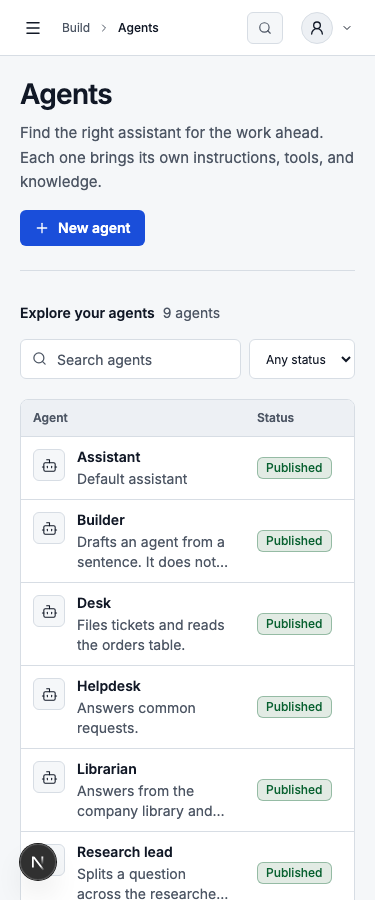 Build > Agents
Agents
Find the right assistant for the work ahead.
Each one brings its own instructions, tools, and
knowledge.
+ New agent
Explore your agents 9 agents
Search agents
Any status
Agent Status
Assistant
Default assistant
Published
Builder
Drafts an agent from a
sentence. It does not...
Published
Desk
Files tickets and reads
the orders table.
Published
Helpdesk
Answers common
requests.
Published
Librarian
Answers from the
company library and...
Published
Research lead
Splits a question
across the researche...
Published
N